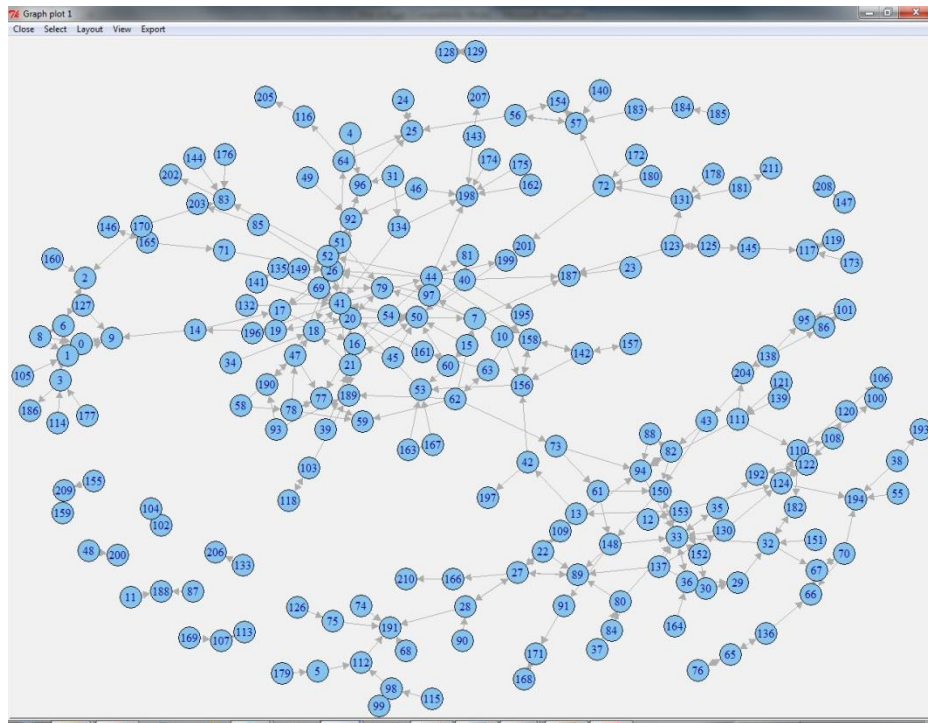 Graph plot 1
Close Select Layout View Export
128 129
205 24 207 154 140
116 56 183 184 185
4 25 57
143
144 176 64 174 172
202 49 96 31 46 175 180 178 211
203 83 198 162 72 131 181 208
147
146 170 85 92 134
165 71 51 201 123 125 145 117 119
160 52 81 199 173
2 135 149 26 44 40 187 23
141 69 79 97
127 132 17 41 195 101
6 14 196 19 18 20 54 50 7 95 86
8 0 9 16 10 158
1 34 47 21 45 161 15 142 157 138
105 3 190 60 63 156 204 121
186 58 78 77 189 53 62 139 106
114 177 93 39 59 43 111 120 100
163 167 73 88 82 110 108 193
103 42 94 192 122 38
209 155 118 197 61 150 124 194 55
159 104 13 12 153 35 182
102 109 33 130
48 200 206 22 148 152 32 151 70
133 210 166 27 89 137 36 30 29 67
11 188 87 126 74 28 91 80 66
75 191 90 84 164 136
169 107 113 68 37 65
179 5 112 171 76
98 168
99 115